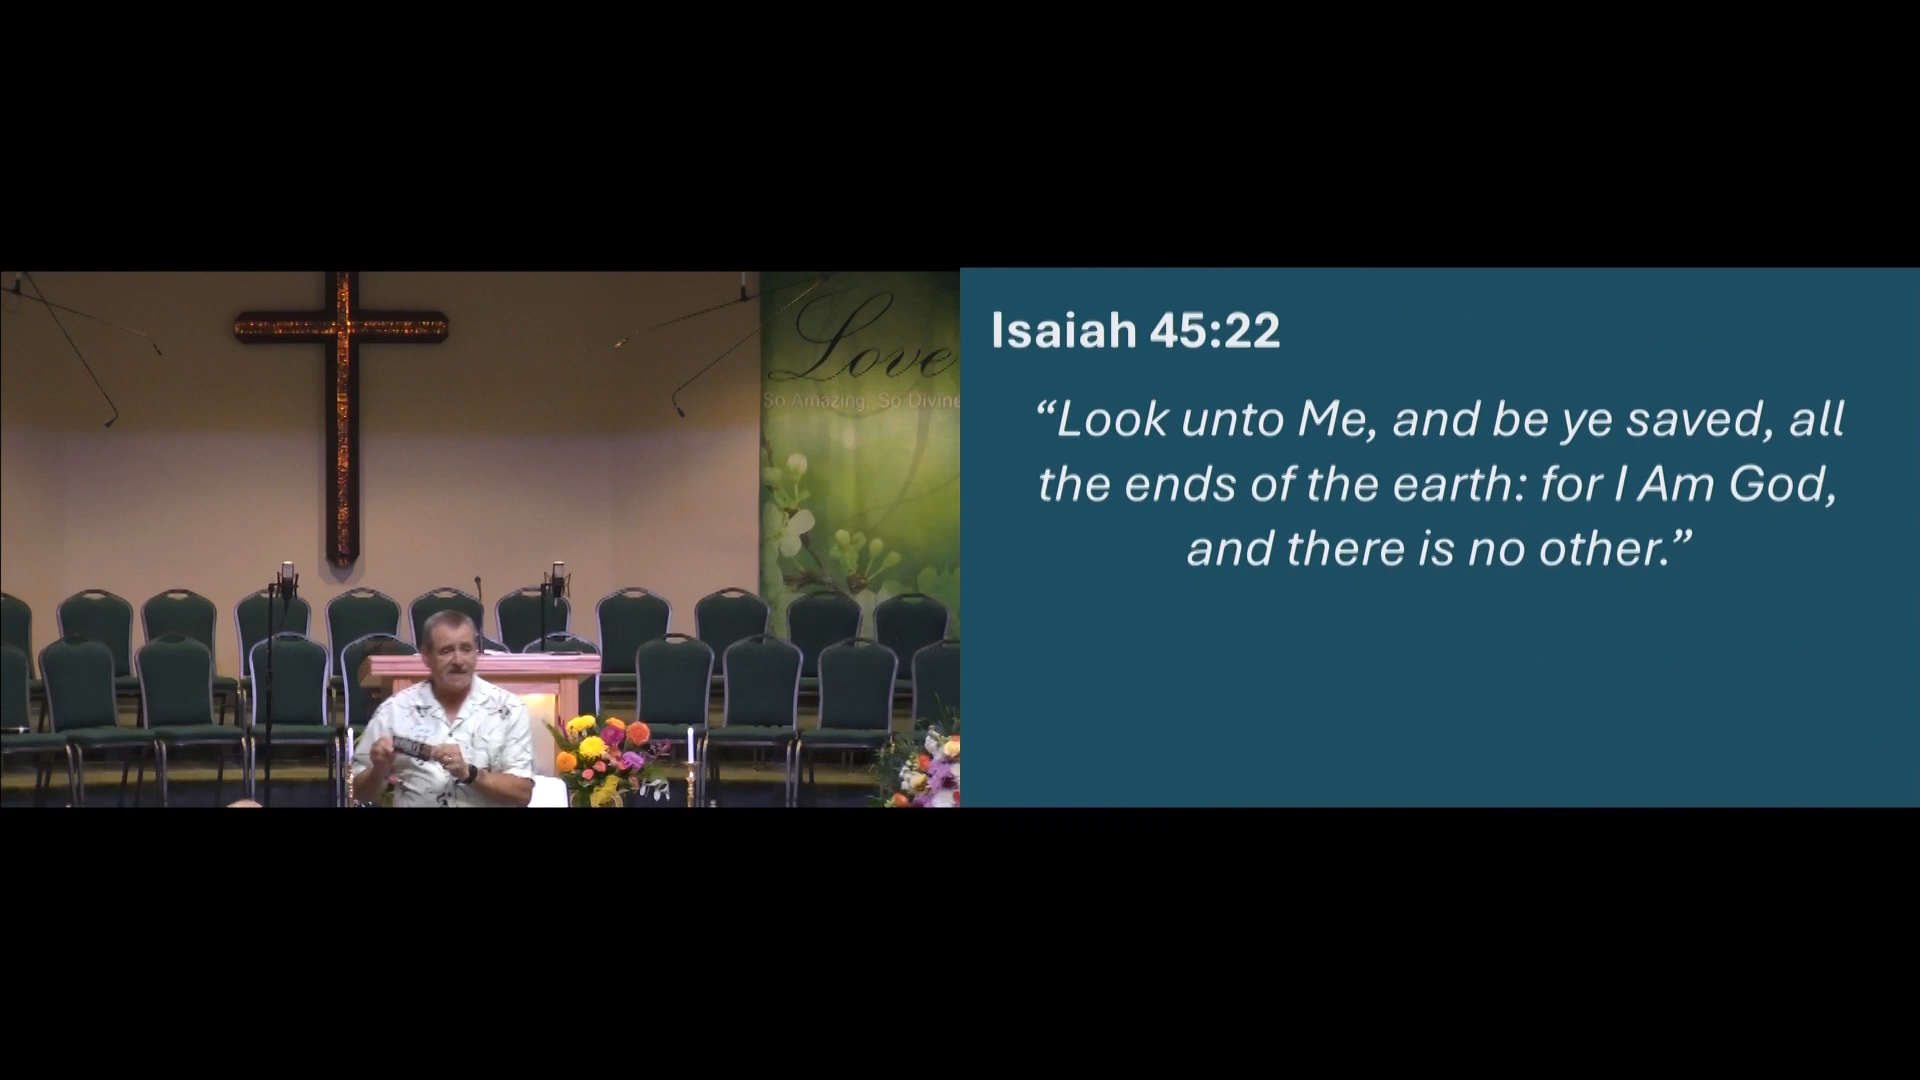 Love
So Amazing, So Divine
Isaiah 45:22
“Look unto Me, and be ye saved, all
the ends of the earth: for I Am God,
and there is no other.”